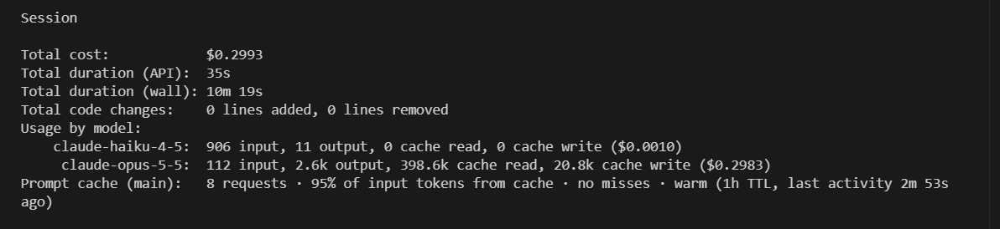 Session
Total cost: $0.2993
Total duration (API): 35s
Total duration (wall): 10m 19s
Total code changes: 0 lines added, 0 lines removed
Usage by model:
claude-haiku-4-5: 906 input, 11 output, 0 cache read, 0 cache write ($0.0010)
claude-opus-5-5: 112 input, 2.6k output, 398.6k cache read, 20.8k cache write ($0.2983)
Prompt cache (main): 8 requests · 95% of input tokens from cache · no misses · warm (1h TTL, last activity 2m 53s
ago)